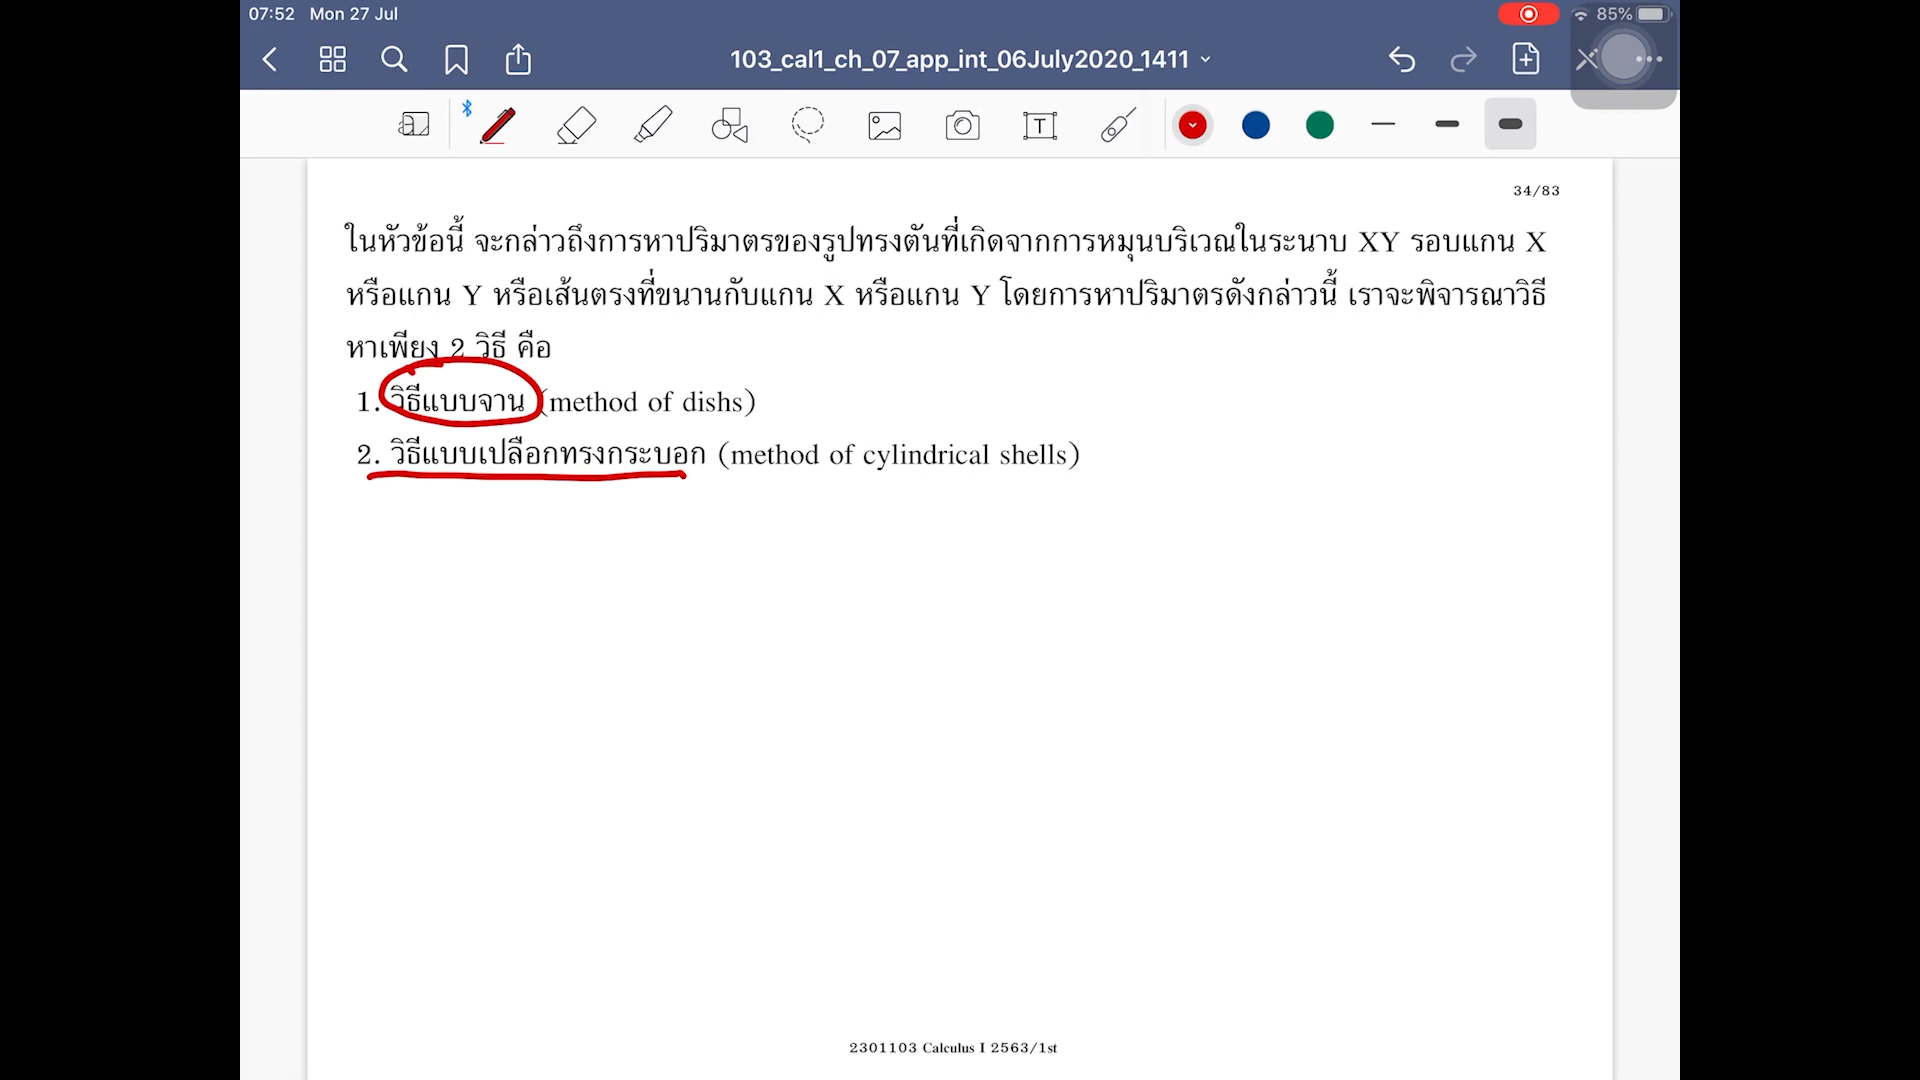 07:52 Mon 27 Jul
85%
103_cal1_ch_07_app_int_06July2020_1411
34/83
ในหัวข้อนี้ จะกล่าวถึงการหาปริมาตรของรูปทรงตันที่เกิดจากการหมุนบริเวณในระนาบ XY รอบแกน X
หรือแกน Y หรือเส้นตรงที่ขนานกับแกน X หรือแกน Y โดยการหาปริมาตรดังกล่าวนี้ เราจะพิจารณาวิธี
หาเพียง 2 วิธี คือ
1. วิธีแบบจาน (method of dishs)
2. วิธีแบบเปลือกทรงกระบอก (method of cylindrical shells)
2301103 Calculus I 2563/1st